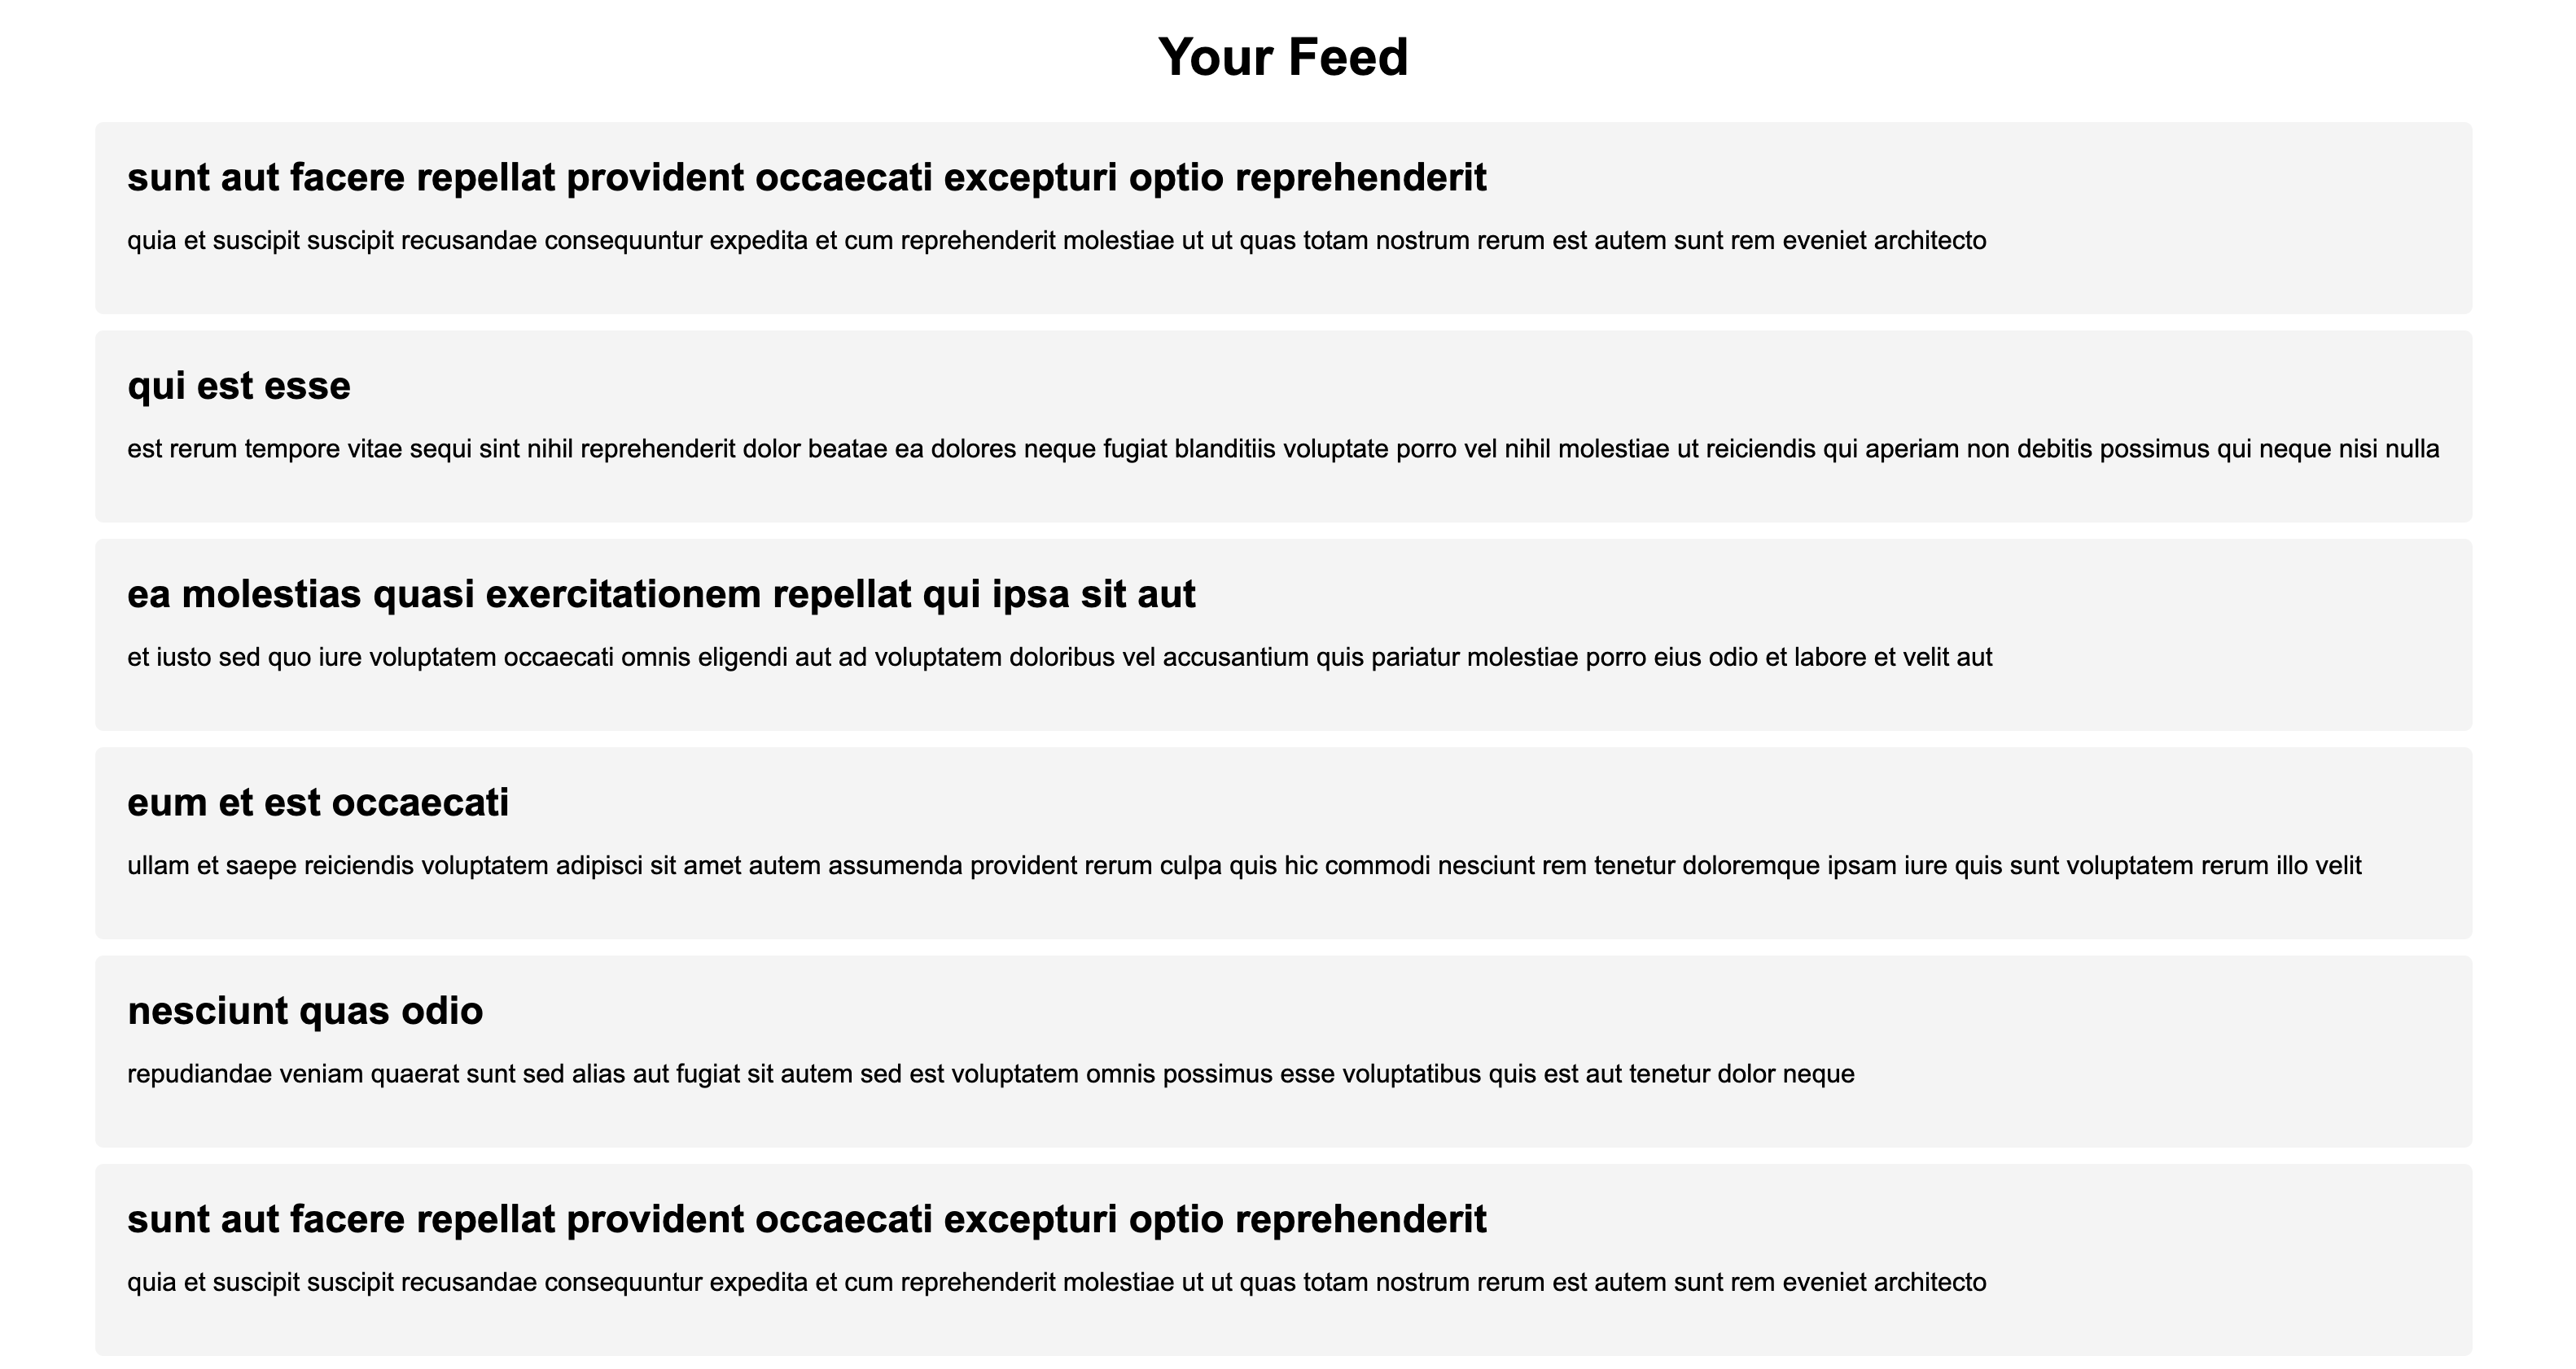 Your Feed
sunt aut facere repellat provident occaecati excepturi optio reprehenderit
quia et suscipit suscipit recusandae consequuntur expedita et cum reprehenderit molestiae ut ut quas totam nostrum rerum est autem sunt rem eveniet architecto
qui est esse
est rerum tempore vitae sequi sint nihil reprehenderit dolor beatae ea dolores neque fugiat blanditiis voluptate porro vel nihil molestiae ut reiciendis qui aperiam non debitis possimus qui neque nisi nulla
ea molestias quasi exercitationem repellat qui ipsa sit aut
et iusto sed quo iure voluptatem occaecati omnis eligendi aut ad voluptatem doloribus vel accusantium quis pariatur molestiae porro eius odio et labore et velit aut
eum et est occaecati
ullam et saepe reiciendis voluptatem adipisci sit amet autem assumenda provident rerum culpa quis hic commodi nesciunt rem tenetur doloremque ipsam iure quis sunt voluptatem rerum illo velit
nesciunt quas odio
repudiandae veniam quaerat sunt sed alias aut fugiat sit autem sed est voluptatem omnis possimus esse voluptatibus quis est aut tenetur dolor neque
sunt aut facere repellat provident occaecati excepturi optio reprehenderit
quia et suscipit suscipit recusandae consequuntur expedita et cum reprehenderit molestiae ut ut quas totam nostrum rerum est autem sunt rem eveniet architecto